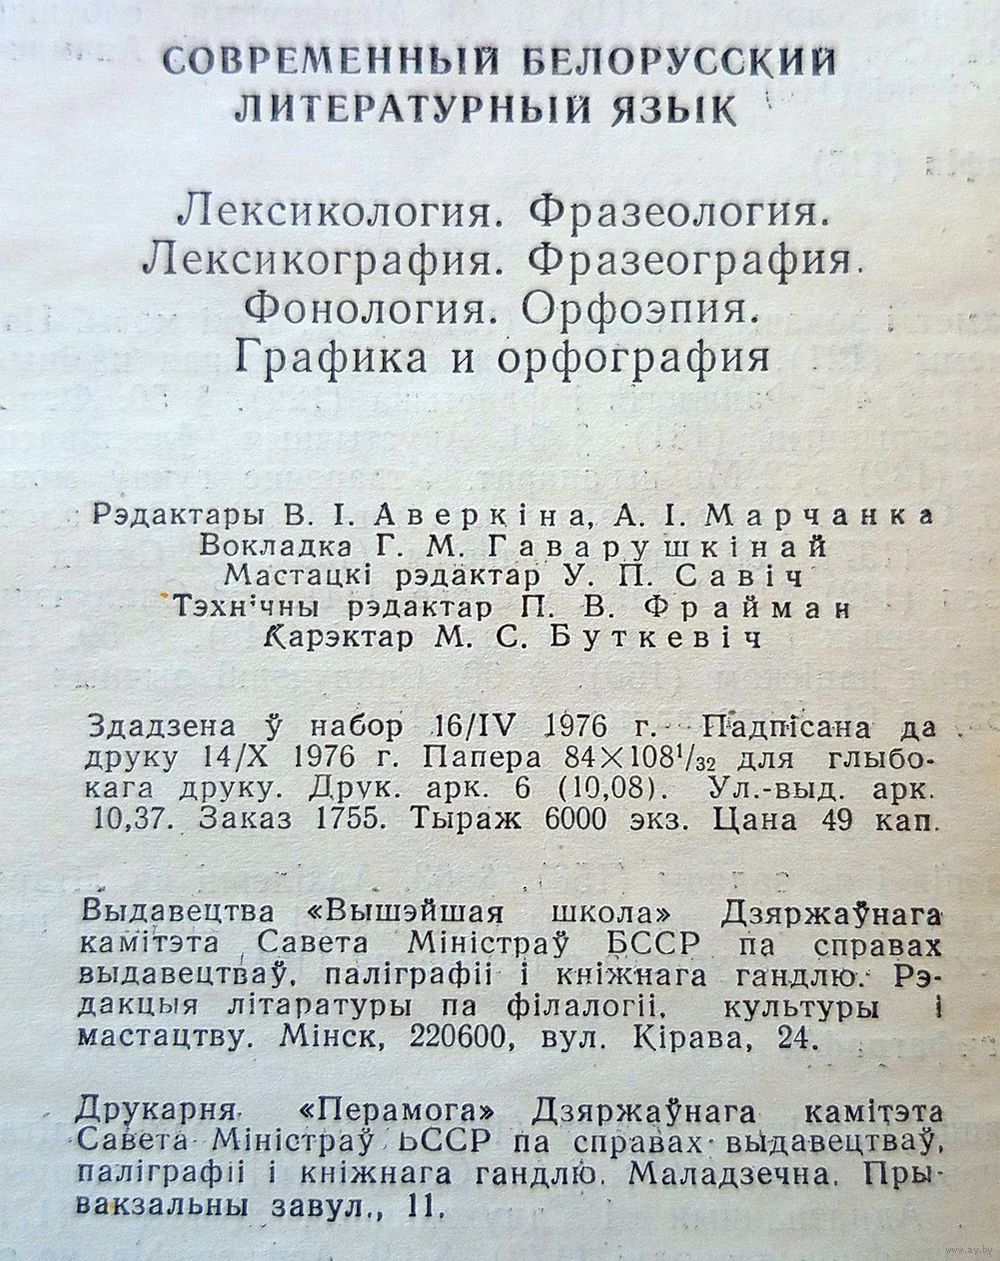 СОВРЕМЕННЫЙ БЕЛОРУССКИЙ
ЛИТЕРАТУРНЫЙ ЯЗЫК
Лексикология. Фразеология.
Лексикография. Фразеография.
Фонология. Орфоэпия.
Графика и орфография
Рэдактары В. І. Аверкіна, А. І. Марчанка
Вокладка Г. М. Гаварушкінай
Мастацкі рэдактар У. П. Савіч
Тэхнічны рэдактар П. В. Фрайман
Карэктар М. С. Буткевіч
Здадзена ў набор 16/IV 1976 г. Падпісана да
друку 14/X 1976 г. Папера 84×108¹/₃₂ для глыбо-
кага друку. Друк. арк. 6 (10,08). Ул.-выд. арк.
10,37. Заказ 1755. Тыраж 6000 экз. Цана 49 кап.
Выдавецтва «Вышэйшая школа» Дзяржаўнага
камітэта Савета Міністраў БССР па справах
выдавецтваў, паліграфіі і кніжнага гандлю. Рэ-
дакцыя літаратуры па філалогіі, культуры і
мастацтву. Мінск, 220600, вул. Кірава, 24.
Друкарня «Перамога» Дзяржаўнага камітэта
Савета Міністраў БССР па справах выдавецтваў,
паліграфіі і кніжнага гандлю. Маладзечна, Пры-
вакзальны завул., 11.
www.ay.by